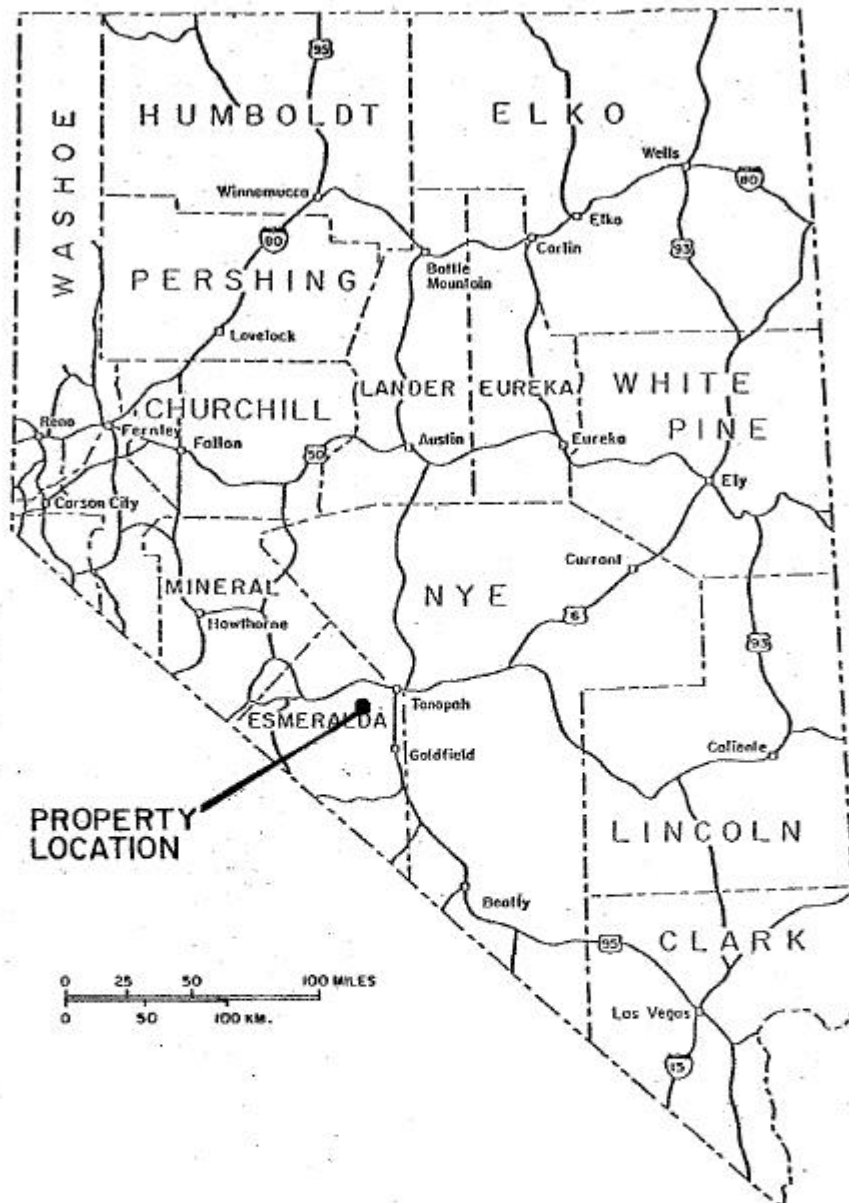 95
HUMBOLDT
ELKO
WASHOE
Wells
80
Winnemucca
Elko
80
Carlin
93
Battle
Mountain
PERSHING
Lovelock
LANDER
EUREKA
WHITE
PINE
CHURCHILL
Reno
Fernley
Fallon
50
Austin
Eureka
Ely
Carson City
Currant
MINERAL
NYE
Hawthorne
6
93
Tonopah
ESMERALDA
Goldfield
Caliente
PROPERTY
LOCATION
LINCOLN
Beatty
95
CLARK
0 25 50 100 MILES
0 50 100 KM.
Las Vegas
15